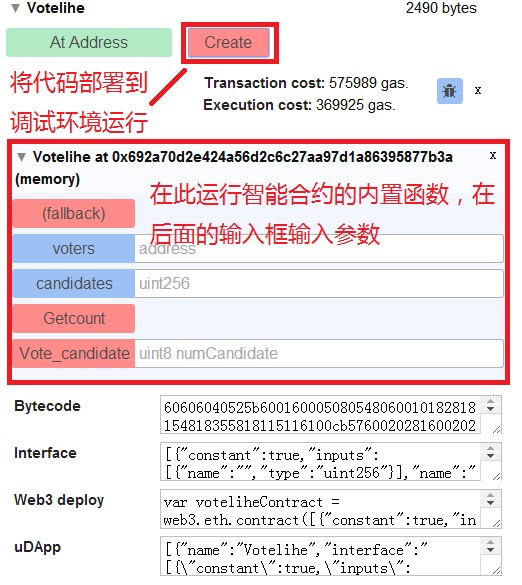 ▼ Votelihe 2490 bytes
At Address Create
将代码部署到
调试环境运行
Transaction cost: 575989 gas.
Execution cost: 369925 gas.
x
▼ Votelihe at 0x692a70d2e424a56d2c6c27aa97d1a86395877b3a
(memory)
x
在此运行智能合约的内置函数，在
后面的输入框输入参数
(fallback)
voters address
candidates uint256
Getcount
Vote_candidate uint8 numCandidate
Bytecode 60606040525b60016000508054806001018281
815481835581811511 6100cb5760020281600202
Interface [{"constant":true,"inputs":
[{"name":"","type":"uint256"}],"name":"
Web3 deploy var voteliheContract =
web3.eth.contract([{"constant":true,"in
uDApp [{"name":"Votelihe","interface":"
[{\"constant\":true,\"inputs\":